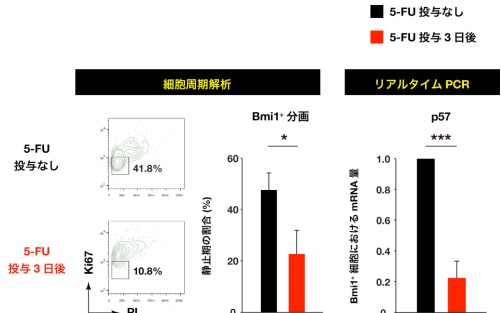 5-FU 投与なし
5-FU 投与 3 日後
細胞周期解析
リアルタイム PCR
Bmi1⁺ 分画
p57
5-FU
投与なし
41.8%
5-FU
投与 3 日後
10.8%
Ki67
PI
*
静止期の割合 (%)
60
40
20
0
***
Bmi1⁺ 細胞における mRNA 量
1.0
0.8
0.6
0.4
0.2
0